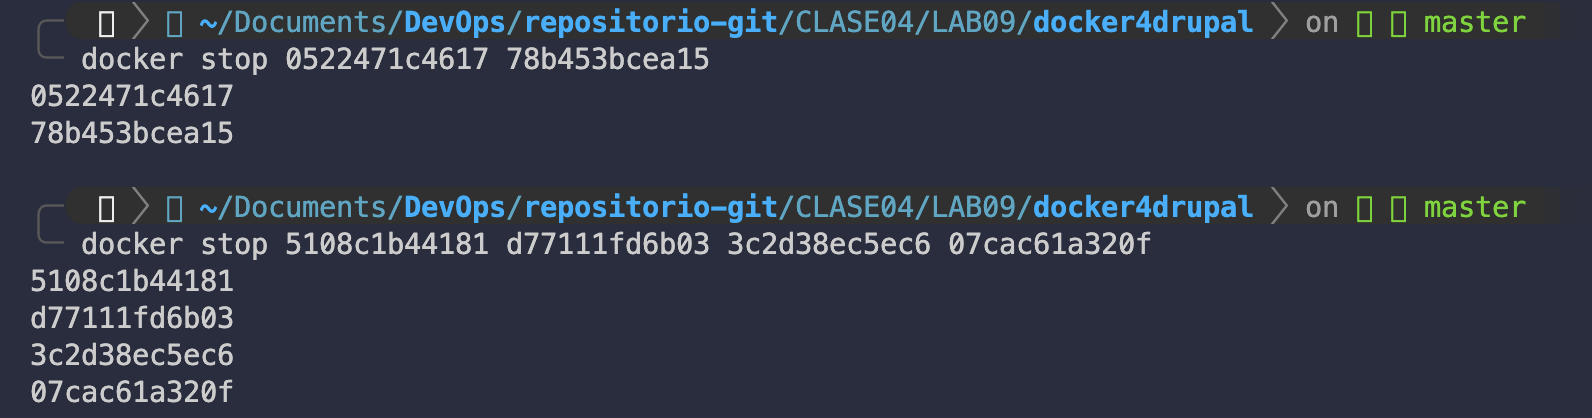 ~/Documents/DevOps/repositorio-git/CLASE04/LAB09/docker4drupal on master
docker stop 0522471c4617 78b453bcea15
0522471c4617
78b453bcea15
~/Documents/DevOps/repositorio-git/CLASE04/LAB09/docker4drupal on master
docker stop 5108c1b44181 d77111fd6b03 3c2d38ec5ec6 07cac61a320f
5108c1b44181
d77111fd6b03
3c2d38ec5ec6
07cac61a320f